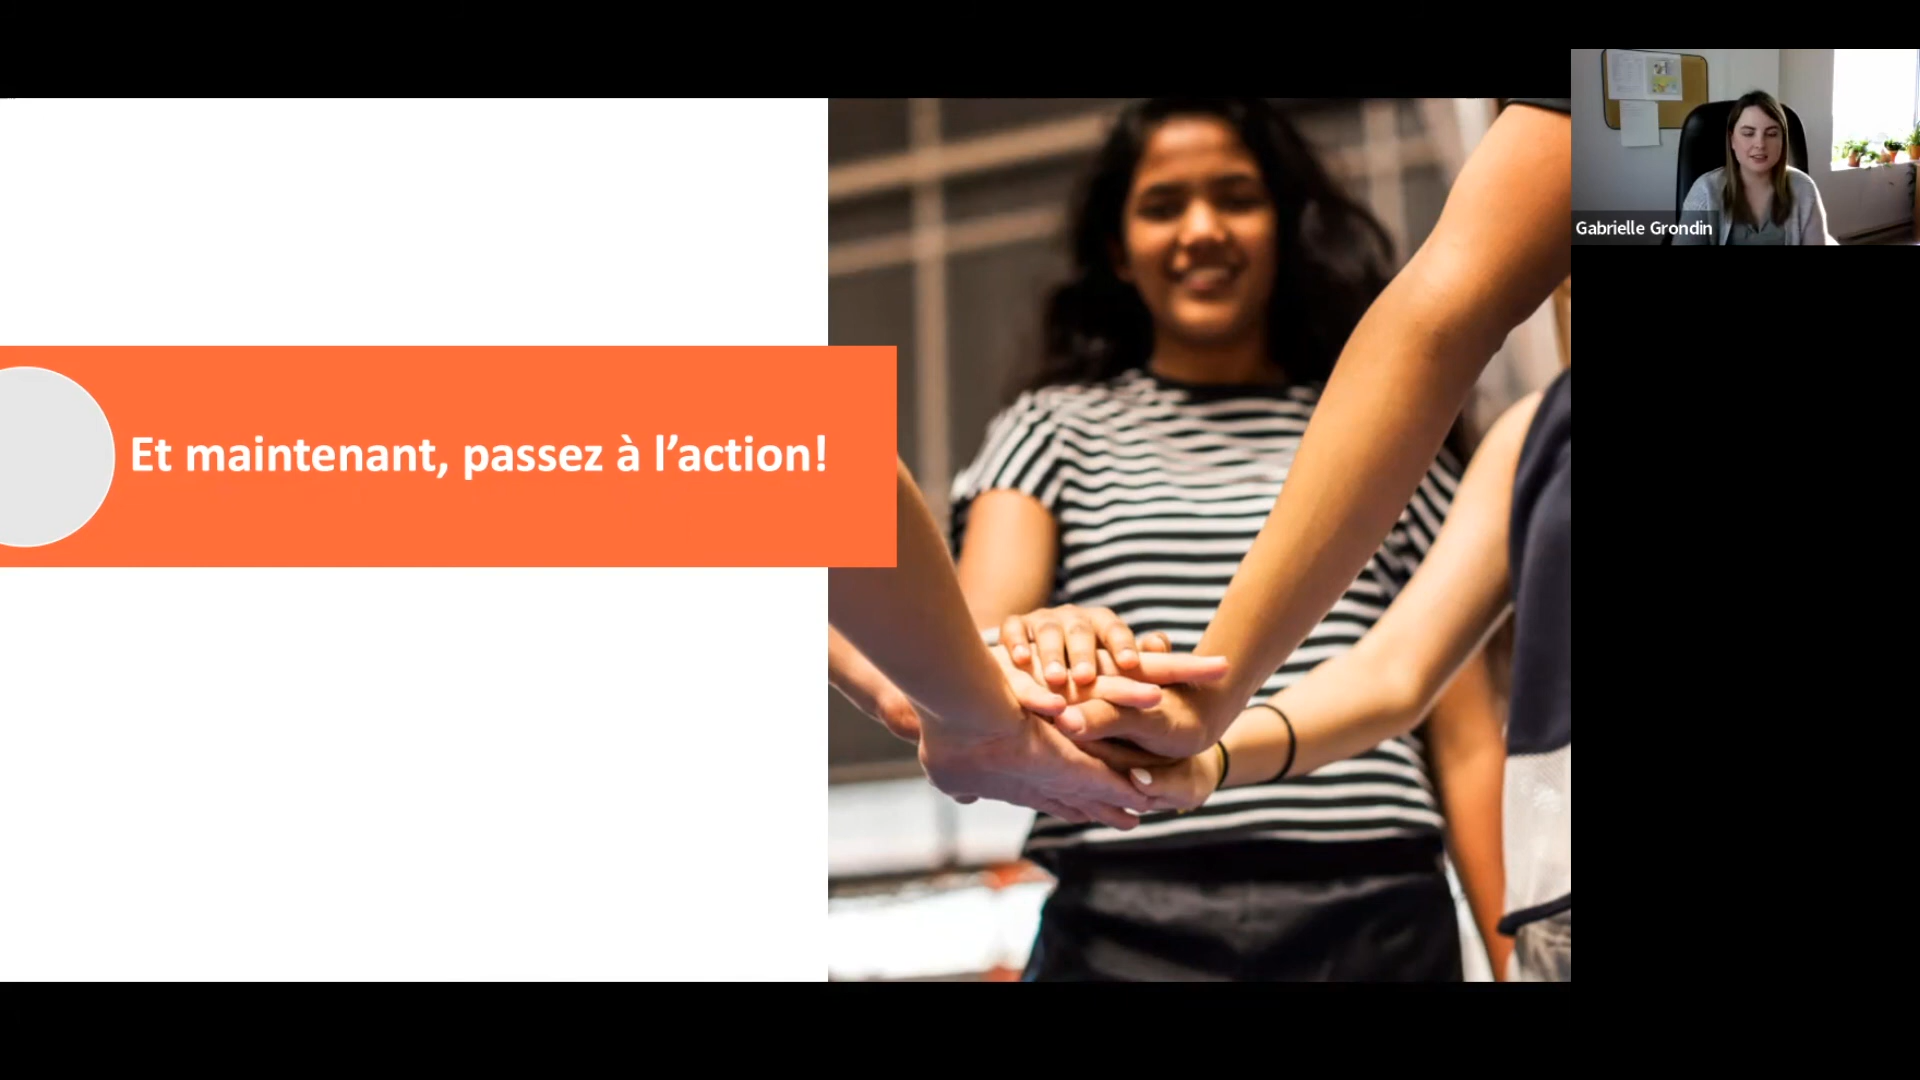 Et maintenant, passez à l’action!
Gabrielle Grondin